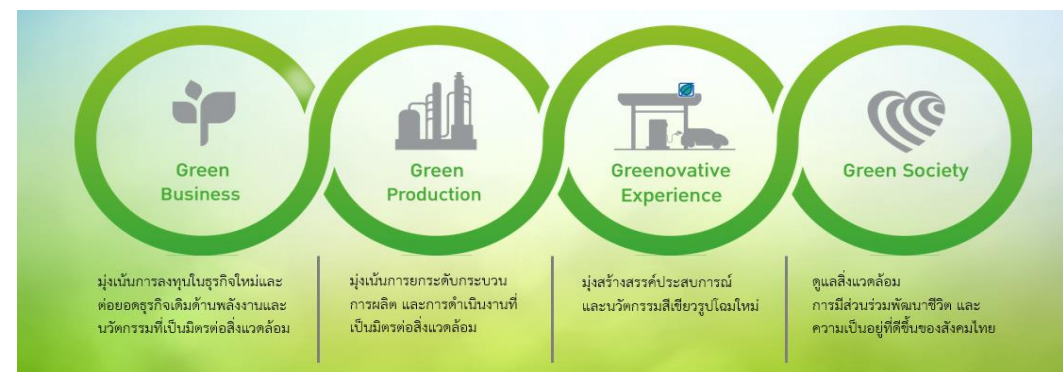 Green
Business
Green
Production
Greenovative
Experience
Green Society
มุ่งเน้นการลงทุนในธุรกิจใหม่และ
ต่อยอดธุรกิจเดิมด้านพลังงานและ
นวัตกรรมที่เป็นมิตรต่อสิ่งแวดล้อม
มุ่งเน้นการยกระดับกระบวน
การผลิต และการดำเนินงานที่
เป็นมิตรต่อสิ่งแวดล้อม
มุ่งสร้างสรรค์ประสบการณ์
และนวัตกรรมสีเขียวรูปโฉมใหม่
ดูแลสิ่งแวดล้อม
การมีส่วนร่วมพัฒนาชีวิต และ
ความเป็นอยู่ที่ดีขึ้นของสังคมไทย